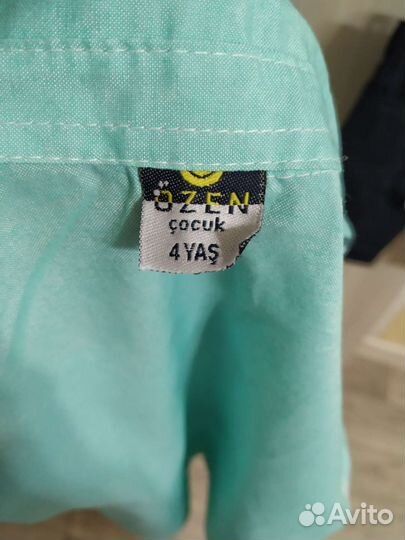 ÖZEN
çocuk
4 YAŞ
Avito